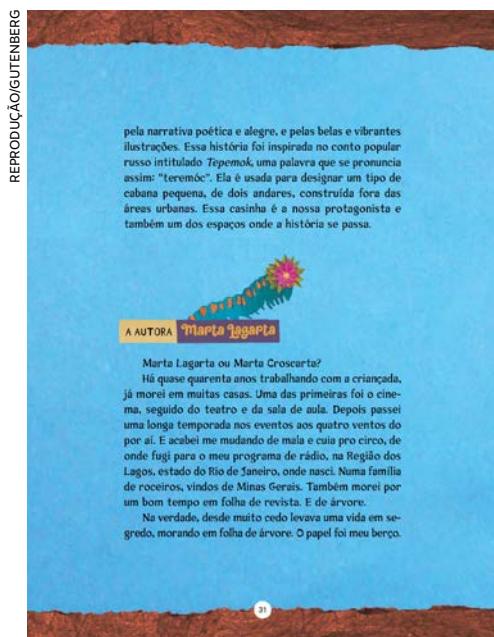 REPRODUÇÃO/GUTENBERG
pela narrativa poética e alegre, e pelas belas e vibrantes
ilustrações. Essa história foi inspirada no conto popular
russo intitulado Tepemok, uma palavra que se pronuncia
assim: “teremóc”. Ela é usada para designar um tipo de
cabana pequena, de dois andares, construída fora das
áreas urbanas. Essa casinha é a nossa protagonista e
também um dos espaços onde a história se passa.
A AUTORA Marta Lagarta
Marta Lagarta ou Marta Croscarta?
Há quase quarenta anos trabalhando com a criançada,
já morei em muitas casas. Uma das primeiras foi o cine-
ma, seguido do teatro e da sala de aula. Depois passei
uma longa temporada nos eventos aos quatro ventos do
por aí. E acabei me mudando de mala e cuia pro circo, de
onde fugi para o meu programa de rádio, na Região dos
Lagos, estado do Rio de Janeiro, onde nasci. Numa família
de roceiros, vindos de Minas Gerais. Também morei por
um bom tempo em folha de revista. E de árvore.
Na verdade, desde muito cedo levava uma vida em se-
gredo, morando em folha de árvore. O papel foi meu berço.
31